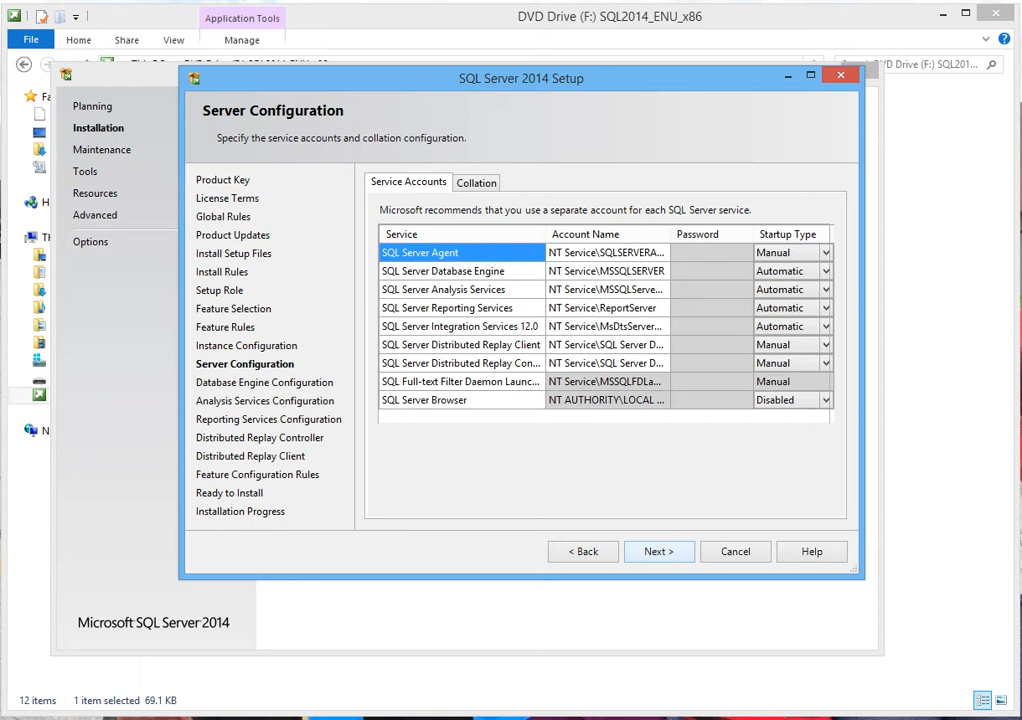 Application Tools
DVD Drive (F:) SQL2014_ENU_x86
File
Home
Share
View
Manage
DVD Drive (F:) SQL201...
SQL Server 2014 Setup
Server Configuration
Specify the service accounts and collation configuration.
Planning
Installation
Maintenance
Tools
Resources
Advanced
Options
Product Key
License Terms
Global Rules
Product Updates
Install Setup Files
Install Rules
Setup Role
Feature Selection
Feature Rules
Instance Configuration
Server Configuration
Database Engine Configuration
Analysis Services Configuration
Reporting Services Configuration
Distributed Replay Controller
Distributed Replay Client
Feature Configuration Rules
Ready to Install
Installation Progress
Service Accounts Collation
Microsoft recommends that you use a separate account for each SQL Server service.
Service Account Name Password Startup Type
SQL Server Agent NT Service\SQLSERVERA... Manual
SQL Server Database Engine NT Service\MSSQLSERVER Automatic
SQL Server Analysis Services NT Service\MSSQLServe... Automatic
SQL Server Reporting Services NT Service\ReportServer Automatic
SQL Server Integration Services 12.0 NT Service\MsDtsServer... Automatic
SQL Server Distributed Replay Client NT Service\SQL Server D... Manual
SQL Server Distributed Replay Con... NT Service\SQL Server D... Manual
SQL Full-text Filter Daemon Launc... NT Service\MSSQLFDLa... Manual
SQL Server Browser NT AUTHORITY\LOCAL ... Disabled
< Back
Next >
Cancel
Help
Microsoft SQL Server 2014
12 items
1 item selected 69.1 KB